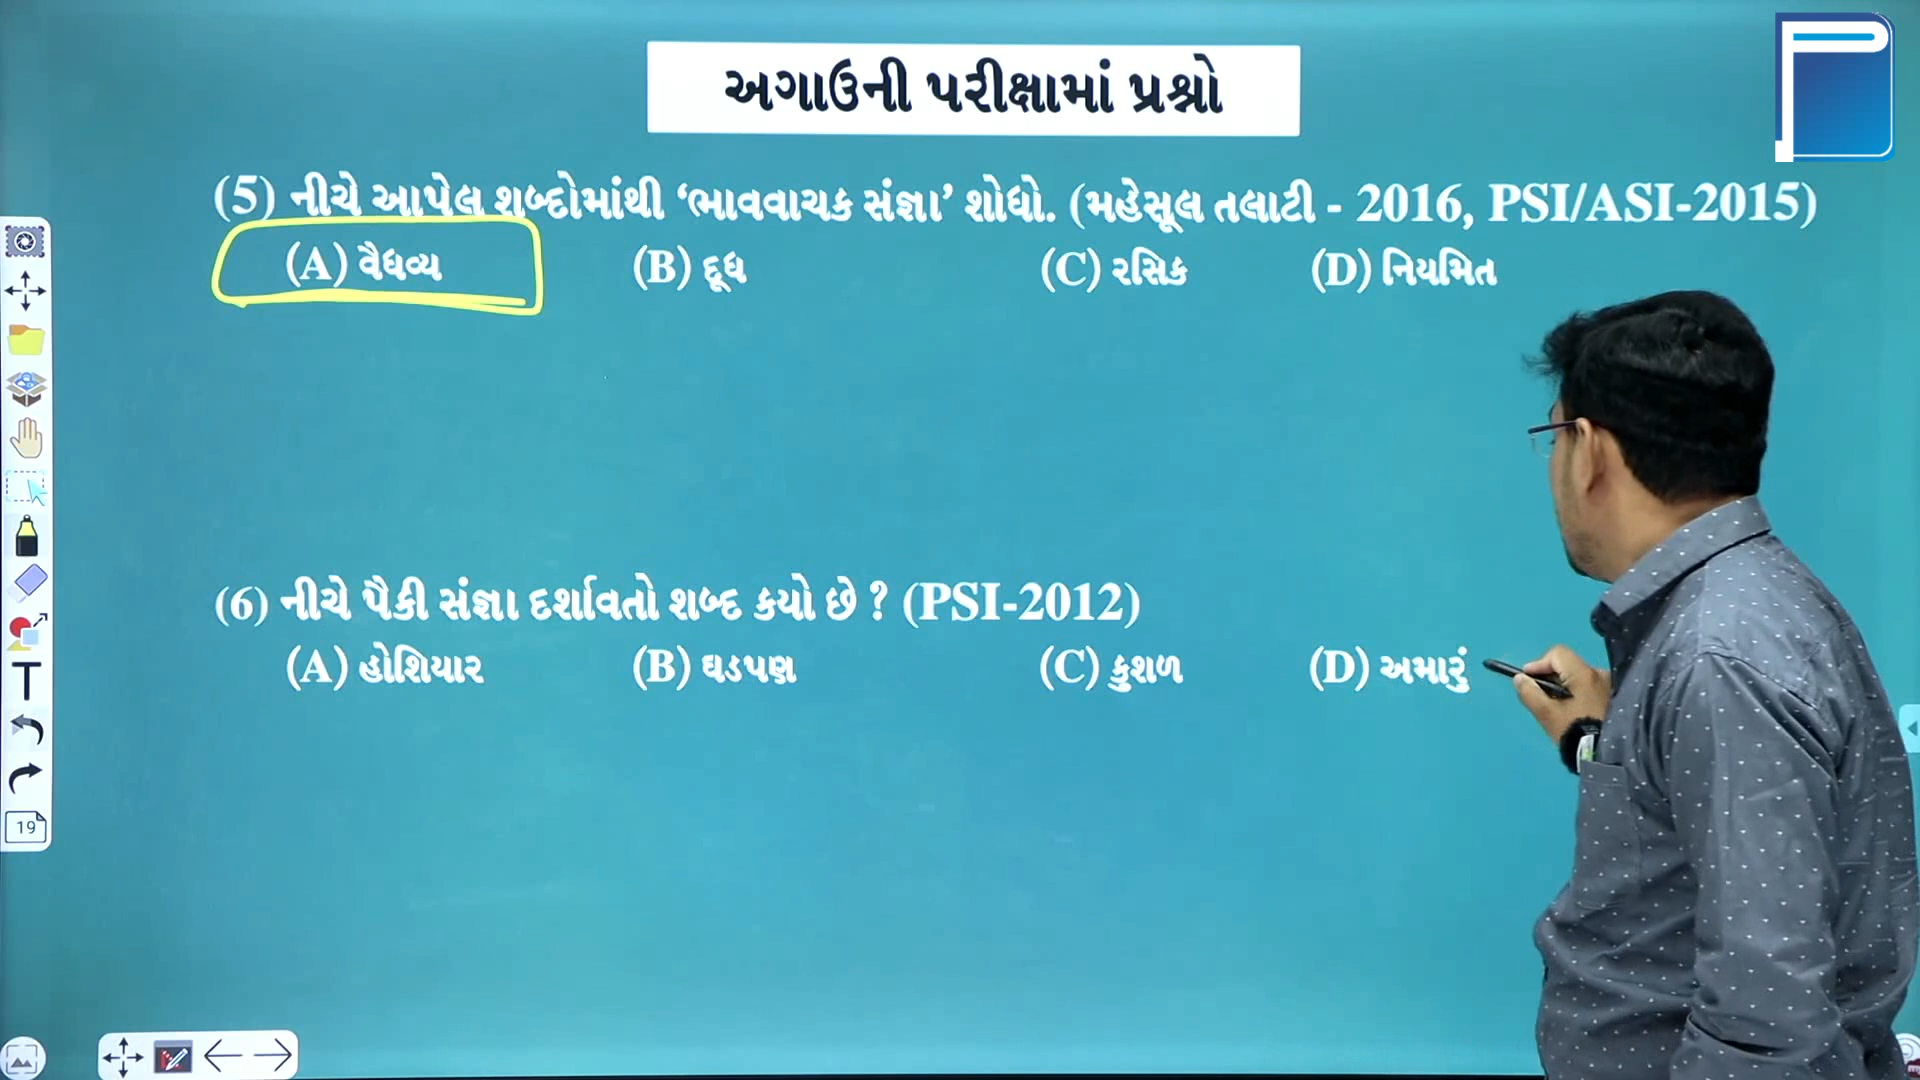 અગાઉની પરીક્ષામાં પ્રશ્નો
(5) નીચે આપેલ શબ્દોમાંથી ‘ભાવવાચક સંજ્ઞા’ શોધો. (મહેસૂલ તલાટી - 2016, PSI/ASI-2015)
(A) વૈધવ્ય (B) દૂધ (C) રસિક (D) નિયમિત
(6) નીચે પૈકી સંજ્ઞા દર્શાવતો શબ્દ કયો છે ? (PSI-2012)
(A) હોશિયાર (B) ઘડપણ (C) કુશળ (D) અમારું
T
19